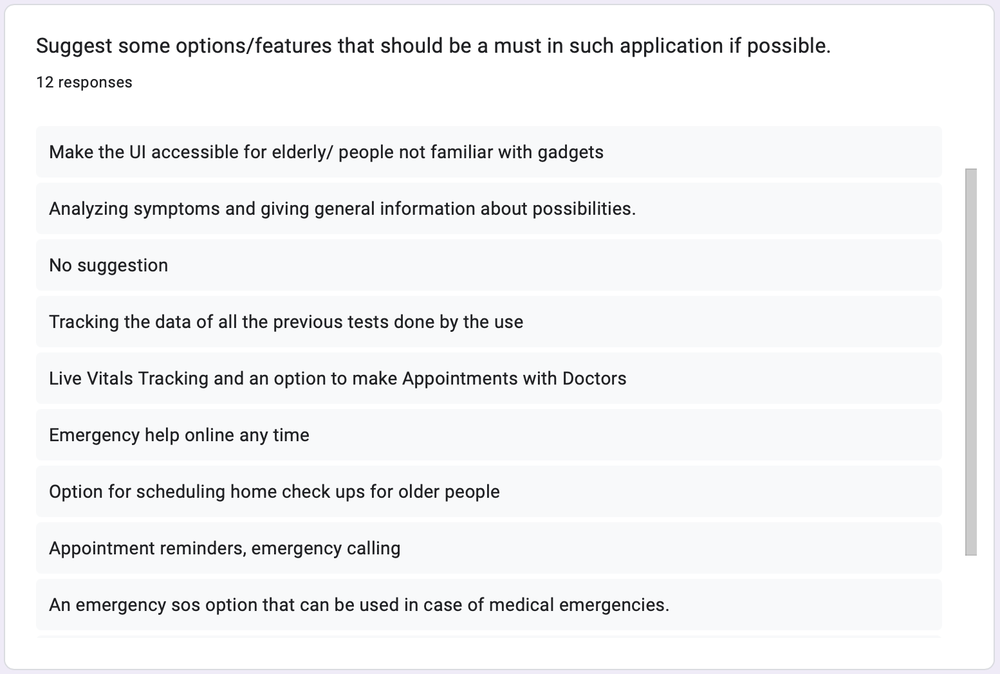 Suggest some options/features that should be a must in such application if possible.
12 responses
Make the UI accessible for elderly/ people not familiar with gadgets
Analyzing symptoms and giving general information about possibilities.
No suggestion
Tracking the data of all the previous tests done by the use
Live Vitals Tracking and an option to make Appointments with Doctors
Emergency help online any time
Option for scheduling home check ups for older people
Appointment reminders, emergency calling
An emergency sos option that can be used in case of medical emergencies.